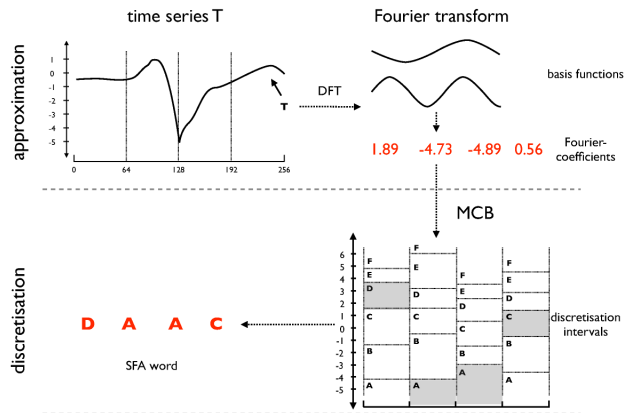 time series T
Fourier transform
approximation
1
0
-1
-2
-3
-4
-5
T
0 64 128 192 256
DFT
basis functions
1.89 -4.73 -4.89 0.56
Fourier-
coefficients
MCB
discretisation
D A A C
SFA word
6
5
4
3
2
1
0
-1
-2
-3
-4
-5
F
E
D
C
B
A
F
E
D
C
B
A
F
E
D
C
B
A
F
E
D
C
B
A
discretisation
intervals